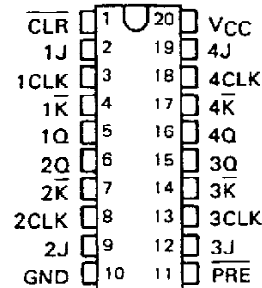 C̅L̅R̅ 1 20 VCC
1J 2 19 4J
1CLK 3 18 4CLK
1K̅ 4 17 4K̅
1Q 5 16 4Q
2Q 6 15 3Q
2K̅ 7 14 3K̅
2CLK 8 13 3CLK
2J 9 12 3J
GND 10 11 P̅R̅E̅